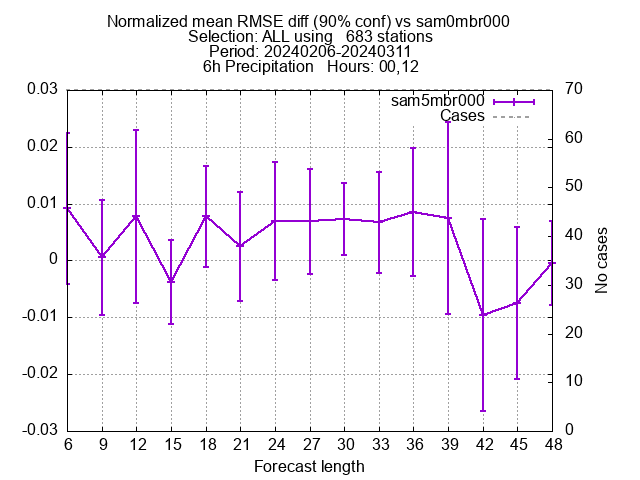 Normalized mean RMSE diff (90% conf) vs sam0mbr000
Selection: ALL using   683 stations
Period: 20240206-20240311
6h Precipitation   Hours: 00,12
sam5mbr000
Cases
0.03
0.02
0.01
0
-0.01
-0.02
-0.03
70
60
50
40
30
20
10
0
No cases
6 9 12 15 18 21 24 27 30 33 36 39 42 45 48
Forecast length